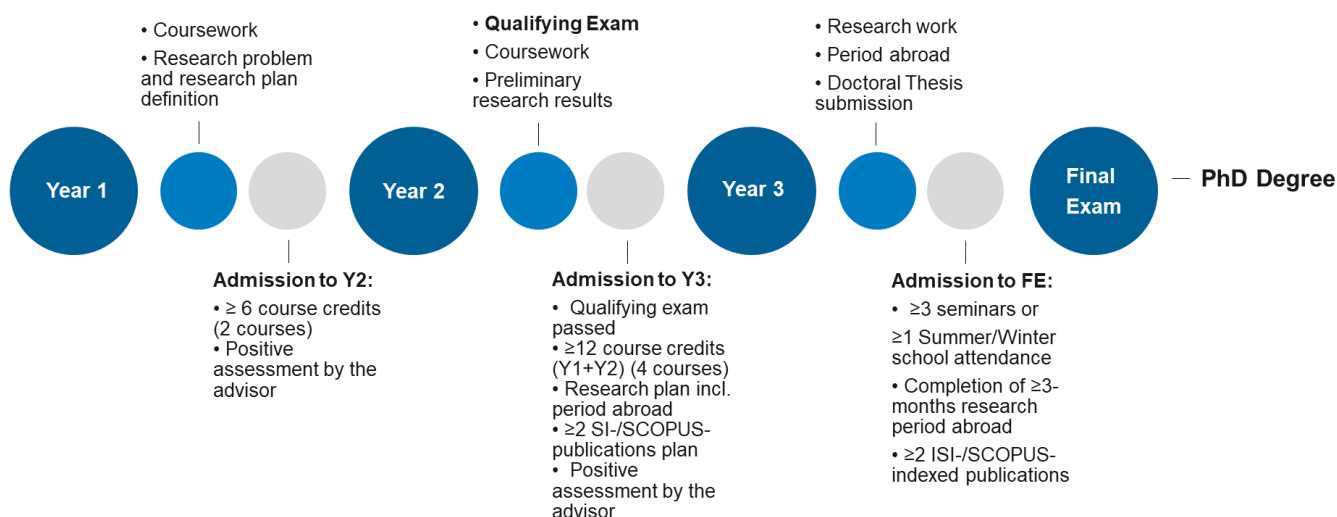 • Coursework
• Research problem
and research plan
definition
• Qualifying Exam
• Coursework
• Preliminary
research results
• Research work
• Period abroad
• Doctoral Thesis
submission
Year 1
Year 2
Year 3
Final
Exam
PhD Degree
Admission to Y2:
• ≥ 6 course credits
(2 courses)
• Positive
assessment by the
advisor
Admission to Y3:
• Qualifying exam
passed
• ≥12 course credits
(Y1+Y2) (4 courses)
• Research plan incl.
period abroad
• ≥2 SI-/SCOPUS-
publications plan
• Positive
assessment by the
advisor
Admission to FE:
• ≥3 seminars or
≥1 Summer/Winter
school attendance
• Completion of ≥3-
months research
period abroad
• ≥2 ISI-/SCOPUS-
indexed publications